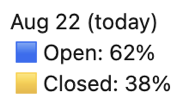 Aug 22 (today)
Open: 62%
Closed: 38%